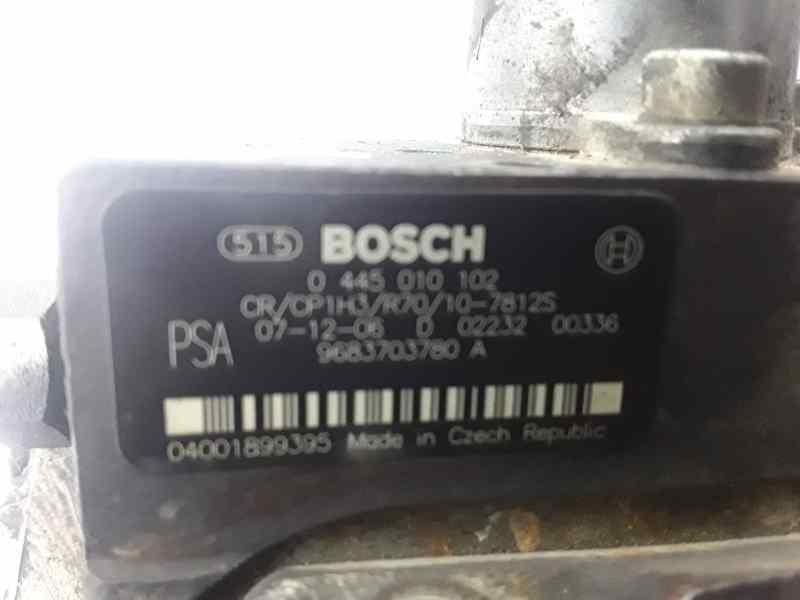 515 BOSCH
0 445 010 102
CR/CP1H3/R70/10-7812S
PSA 07-12-06 D 02232 00336
9683703780 A
04001899395 Made in Czech Republic